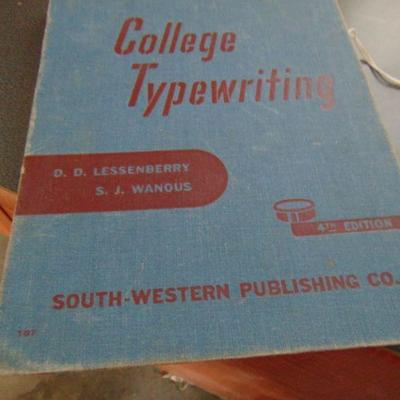 College
Typewriting
D. D. LESSENBERRY
S. J. WANOUS
4TH EDITION
SOUTH-WESTERN PUBLISHING CO.